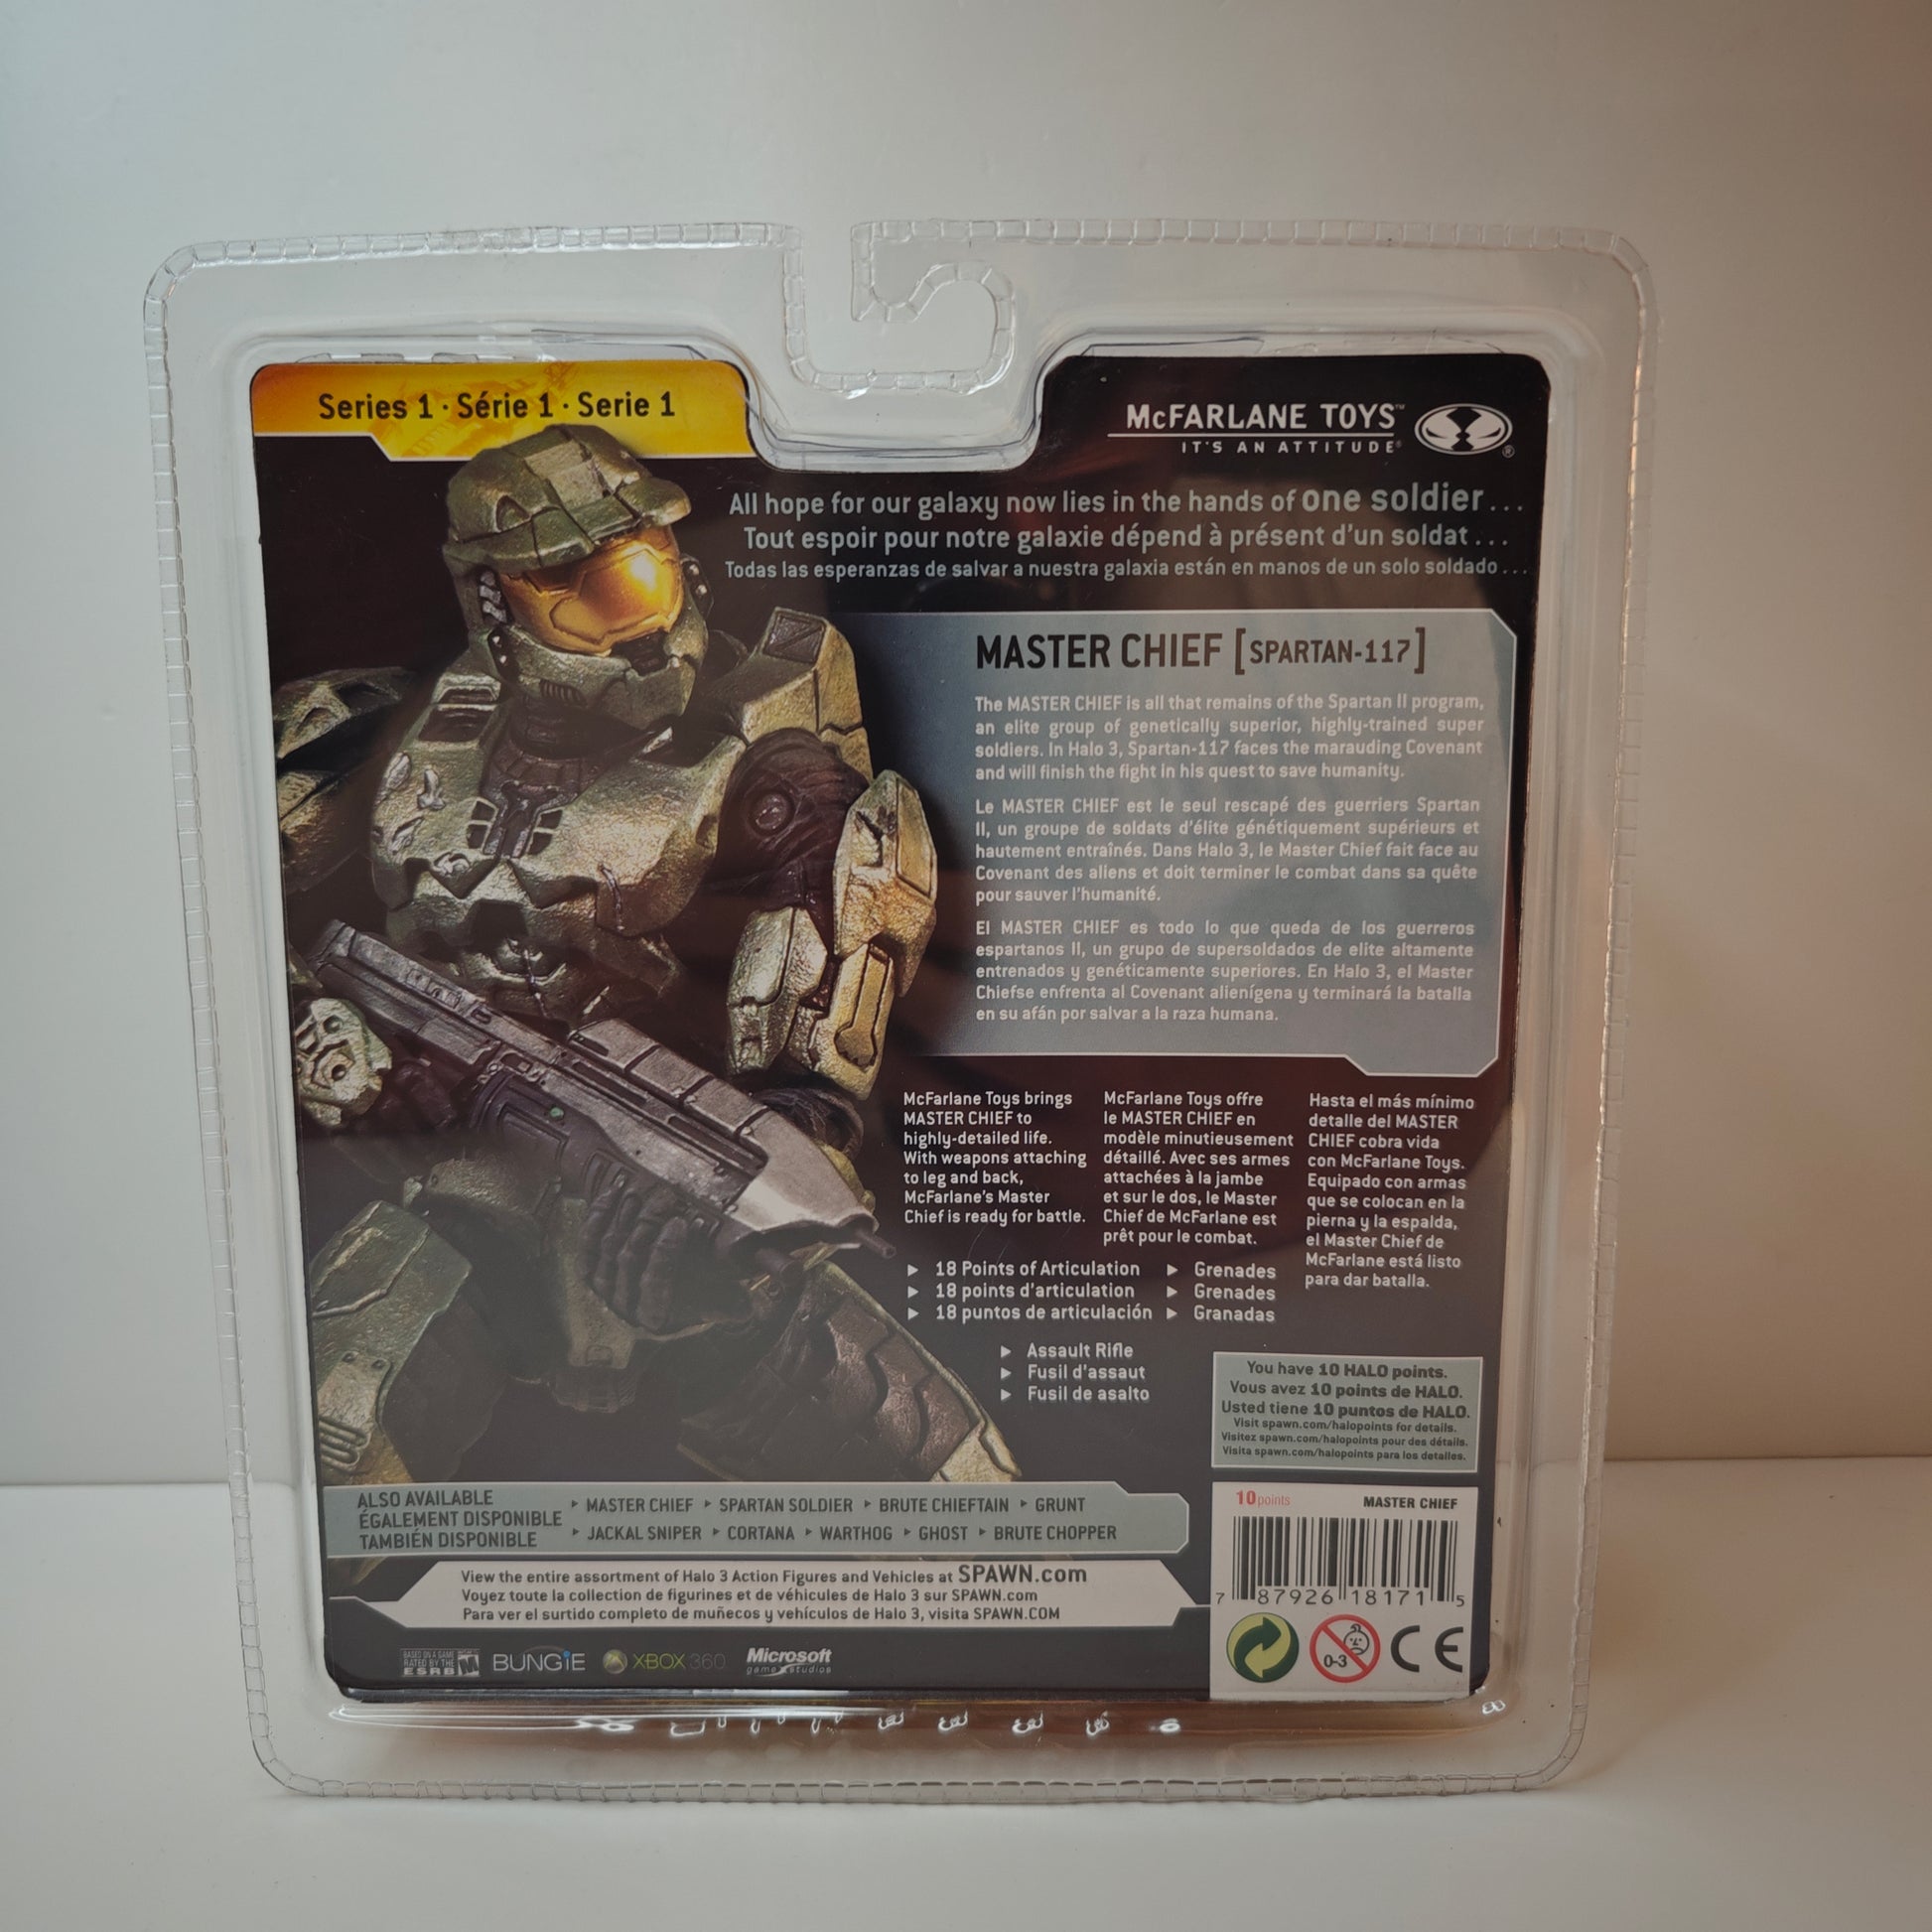 Series 1 · Série 1 · Serie 1
McFARLANE TOYS™
IT'S AN ATTITUDE®
®
All hope for our galaxy now lies in the hands of one soldier...
Tout espoir pour notre galaxie dépend à présent d'un soldat...
Todas las esperanzas de salvar a nuestra galaxia están en manos de un solo soldado...
MASTER CHIEF [SPARTAN-117]
The MASTER CHIEF is all that remains of the Spartan II program,
an elite group of genetically superior, highly-trained super
soldiers. In Halo 3, Spartan-117 faces the marauding Covenant
and will finish the fight in his quest to save humanity.
Le MASTER CHIEF est le seul rescapé des guerriers Spartan
II, un groupe de soldats d'élite génétiquement supérieurs et
hautement entraînés. Dans Halo 3, le Master Chief fait face au
Covenant des aliens et doit terminer le combat dans sa quête
pour sauver l'humanité.
El MASTER CHIEF es todo lo que queda de los guerreros
espartanos II, un grupo de supersoldados de elite altamente
entrenados y genéticamente superiores. En Halo 3, el Master
Chiefse enfrenta al Covenant alienígena y terminará la batalla
en su afán por salvar a la raza humana.
McFarlane Toys brings
MASTER CHIEF to
highly-detailed life.
With weapons attaching
to leg and back,
McFarlane's Master
Chief is ready for battle.
McFarlane Toys offre
le MASTER CHIEF en
modèle minutieusement
détaillé. Avec ses armes
attachées à la jambe
et sur le dos, le Master
Chief de McFarlane est
prêt pour le combat.
Hasta el más mínimo
detalle del MASTER
CHIEF cobra vida
con McFarlane Toys.
Equipado con armas
que se colocan en la
pierna y la espalda,
el Master Chief de
McFarlane está listo
para dar batalla.
▶ 18 Points of Articulation ▶ Grenades
▶ 18 points d'articulation ▶ Grenades
▶ 18 puntos de articulación ▶ Granadas
▶ Assault Rifle
▶ Fusil d'assaut
▶ Fusil de asalto
You have 10 HALO points.
Vous avez 10 points de HALO.
Usted tiene 10 puntos de HALO.
Visit spawn.com/halopoints for details.
Visitez spawn.com/halopoints pour des détails.
Visita spawn.com/halopoints para los detalles.
ALSO AVAILABLE
ÉGALEMENT DISPONIBLE
TAMBIÉN DISPONIBLE
▶ MASTER CHIEF ▶ SPARTAN SOLDIER ▶ BRUTE CHIEFTAIN ▶ GRUNT
▶ JACKAL SNIPER ▶ CORTANA ▶ WARTHOG ▶ GHOST ▶ BRUTE CHOPPER
View the entire assortment of Halo 3 Action Figures and Vehicles at SPAWN.com
Voyez toute la collection de figurines et de véhicules de Halo 3 sur SPAWN.com
Para ver el surtido completo de muñecos y vehículos de Halo 3, visita SPAWN.COM
BASED ON A GAME
RATED BY THE
ESRB M
BUNGiE
XBOX 360
Microsoft
game studios
10 points MASTER CHIEF
7 87926 18171 5
0-3
CE